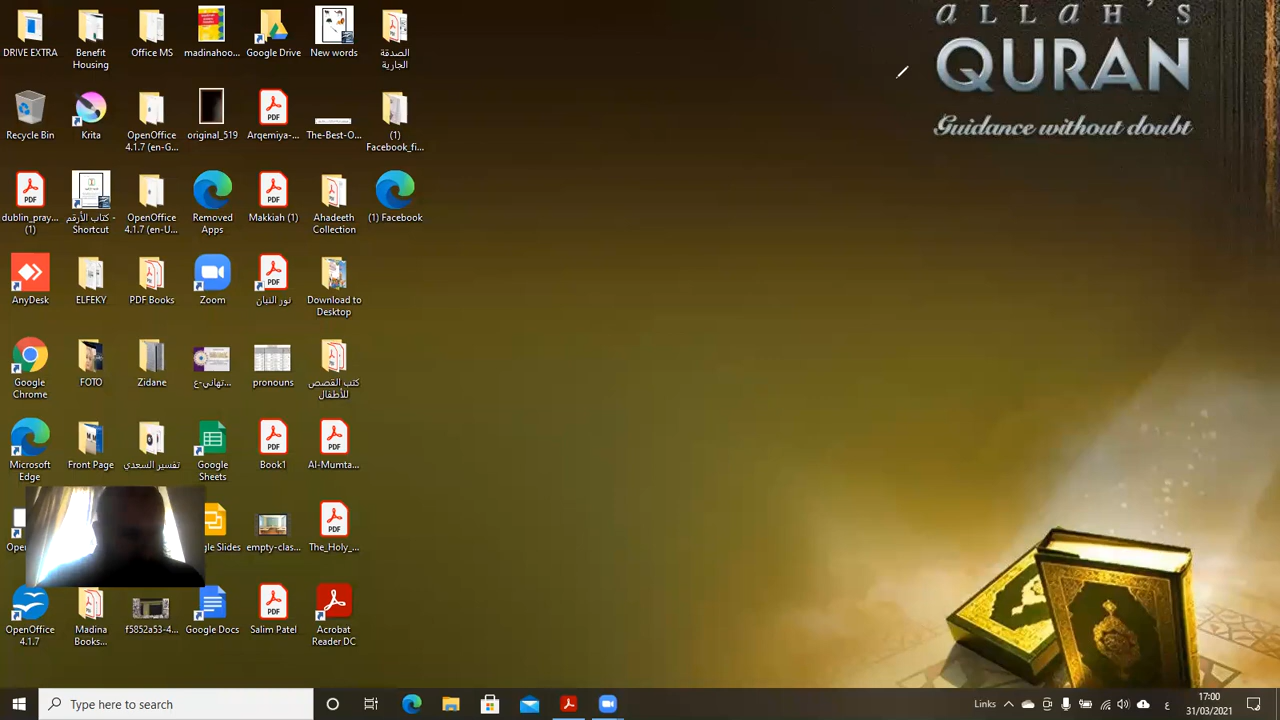 aLLaH's
QURAN
Guidance without doubt
DRIVE EXTRA
Benefit
Housing
Office MS
madinahoo...
Google Drive
New words
الصدقة
الجارية
Recycle Bin
Krita
OpenOffice
4.1.7 (en-G...
original_519
Arqemiya-...
The-Best-O...
(1)
Facebook_fi...
dublin_pray...
(1)
كتاب الأرقم -
Shortcut
OpenOffice
4.1.7 (en-U...
Removed
Apps
Makkiah (1)
Ahadeeth
Collection
(1) Facebook
AnyDesk
ELFEKY
PDF Books
Zoom
نور البيان
Download to
Desktop
Google
Chrome
FOTO
Zidane
تهاني-ع...
pronouns
كتب القصص
للأطفال
Microsoft
Edge
Front Page
تفسير السعدي
Google
Sheets
Book1
Al-Mumta...
Google Slides
empty-clas...
The_Holy_...
OpenOffice
4.1.7
Madina
Books...
f5852a53-4...
Google Docs
Salim Patel
Acrobat
Reader DC
Type here to search
Links
ع
17:00
31/03/2021